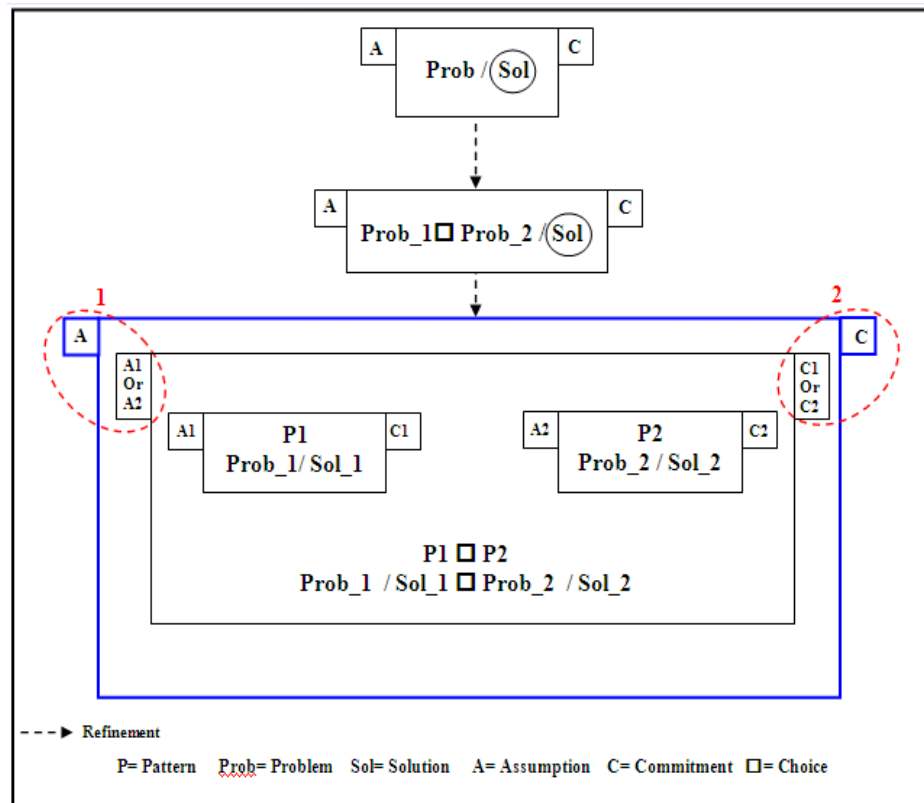 A
Prob / Sol
C
A
Prob_1☐ Prob_2 / Sol
C
1
2
A
C
A1
Or
A2
C1
Or
C2
A1
P1
C1
Prob_1/ Sol_1
A2
P2
C2
Prob_2 / Sol_2
P1 ☐ P2
Prob_1 / Sol_1 ☐ Prob_2 / Sol_2
Refinement
P= Pattern Prob= Problem Sol= Solution A= Assumption C= Commitment ☐= Choice